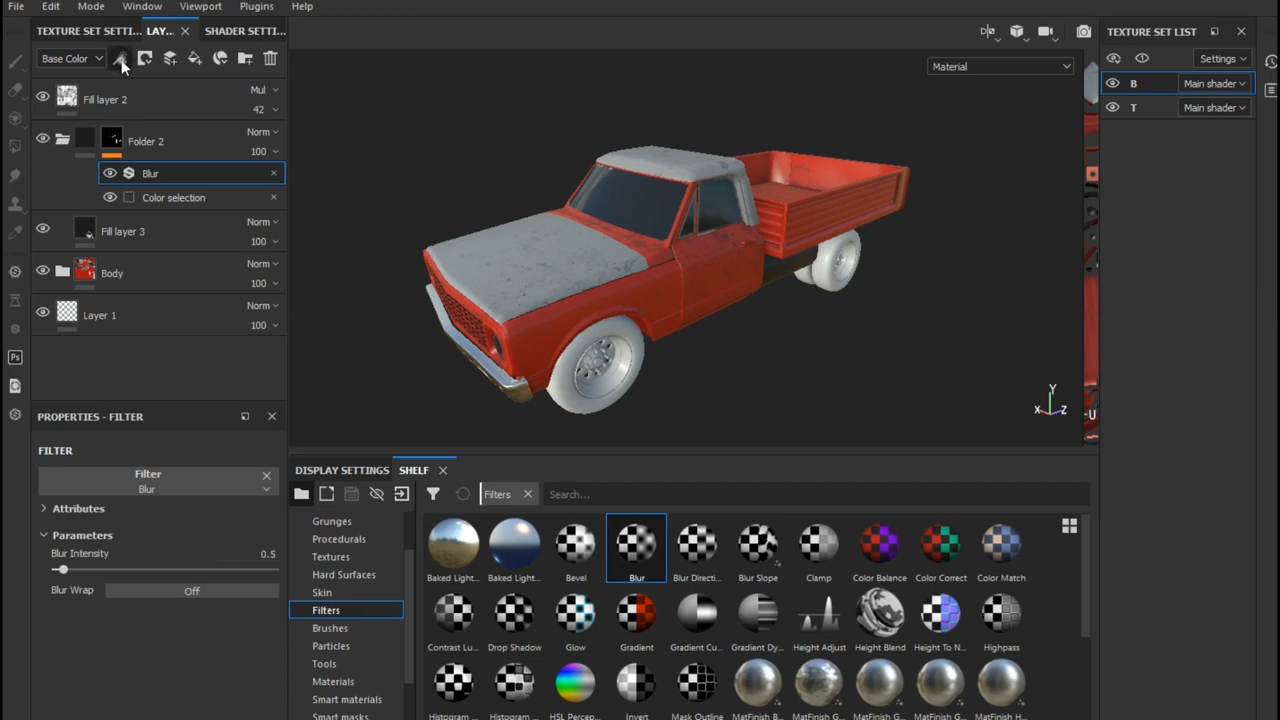 File Edit Mode Window Viewport Plugins Help
TEXTURE SET SETTI... LAY... SHADER SETTI...
Base Color
Fill layer 2 Mul
42
Folder 2 Norm
100
Blur
Color selection
Fill layer 3 Norm
100
Body Norm
100
Layer 1 Norm
100
Ps
PROPERTIES - FILTER
FILTER
Filter
Blur
Attributes
Parameters
Blur Intensity 0.5
Blur Wrap Off
Material
Y
X Z
U
TEXTURE SET LIST
Settings
B Main shader
T Main shader
DISPLAY SETTINGS SHELF
Filters Search...
Grunges
Procedurals
Textures
Hard Surfaces
Skin
Filters
Brushes
Particles
Tools
Materials
Smart materials
Smart masks
Baked Light... Baked Light... Bevel Blur Blur Directi... Blur Slope Clamp Color Balance Color Correct Color Match
Contrast Lu... Drop Shadow Glow Gradient Gradient Cu... Gradient Dy... Height Adjust Height Blend Height To N... Highpass
Histogram ... Histogram ... HSL Percep... Invert Mask Outline MatFinish B... MatFinish G... MatFinish G... MatFinish G... MatFinish H...